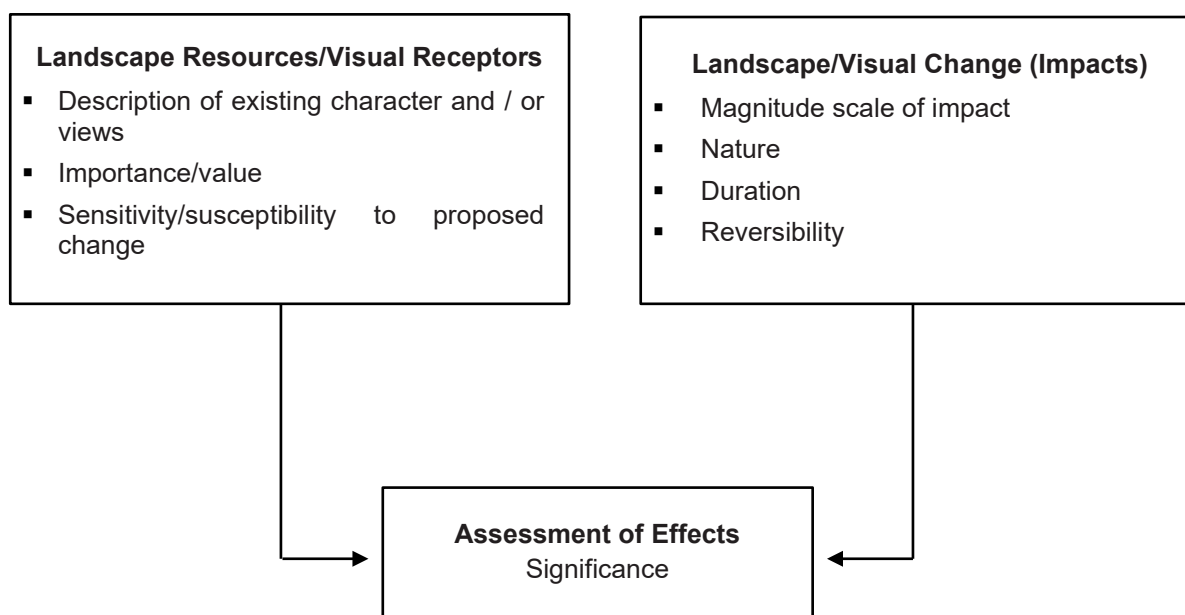 Landscape Resources/Visual Receptors
▪ Description of existing character and / or
views
▪ Importance/value
▪ Sensitivity/susceptibility to proposed
change
Landscape/Visual Change (Impacts)
▪ Magnitude scale of impact
▪ Nature
▪ Duration
▪ Reversibility
Assessment of Effects
Significance